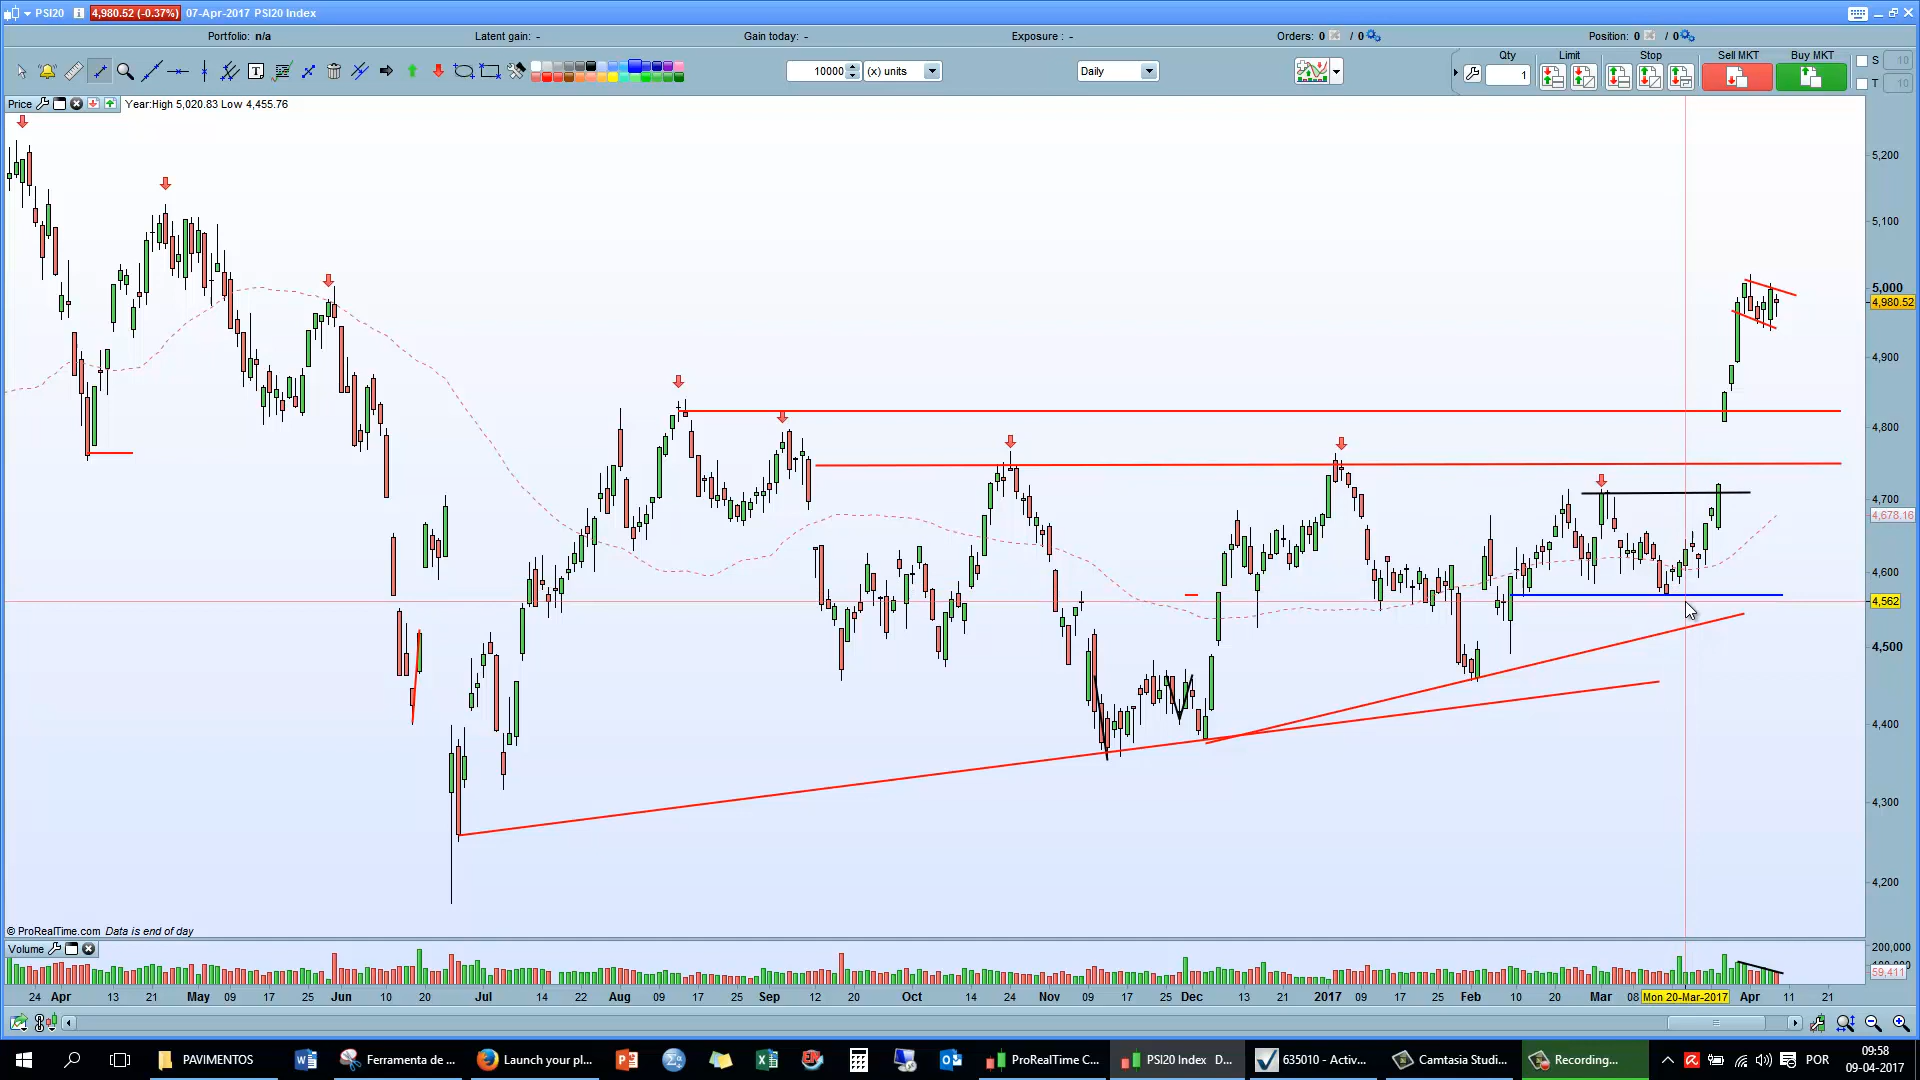 PSI20 4,980.52 (-0.37%) 07-Apr-2017 PSI20 Index
Portfolio: n/a Latent gain: - Gain today: - Exposure : - Orders: 0 / 0 Position: 0 / 0
10000 (x) units Daily Qty 1 Limit Stop Sell MKT Buy MKT S 10
T 10
Price Year:High 5,020.83 Low 4,455.76
5,200
5,100
5,000
4,980.52
4,900
4,800
4,700
4,678.16
4,600
4,562
4,500
4,400
4,300
4,200
© ProRealTime.com Data is end of day
Volume
200,000
59,411
24 Apr 13 21 May 09 17 25 Jun 10 20 Jul 14 22 Aug 09 17 25 Sep 12 20 Oct 14 24 Nov 09 17 25 Dec 13 21 2017 09 17 25 Feb 10 20 Mar 08 Mon 20-Mar-2017 Apr 11 21
PAVIMENTOS Ferramenta de ... Launch your pl... ProRealTime C... PSI20 Index D... 635010 - Activ... Camtasia Studi... Recording... POR 09:58
09-04-2017